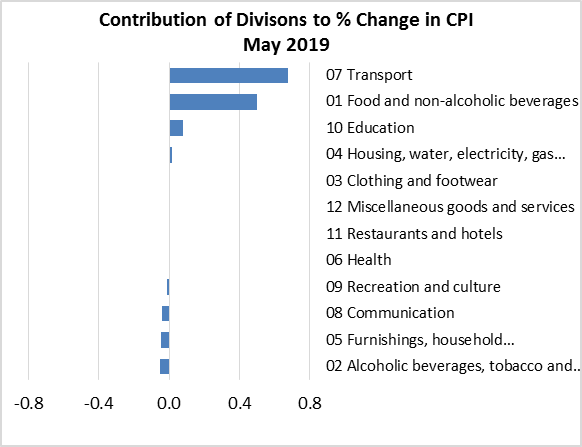 Contribution of Divisons to % Change in CPI
May 2019
07 Transport
01 Food and non-alcoholic beverages
10 Education
04 Housing, water, electricity, gas...
03 Clothing and footwear
12 Miscellaneous goods and services
11 Restaurants and hotels
06 Health
09 Recreation and culture
08 Communication
05 Furnishings, household...
02 Alcoholic beverages, tobacco and...
-0.8 -0.4 0.0 0.4 0.8